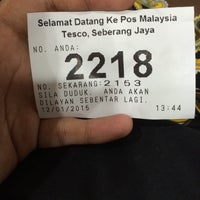 Selamat Datang Ke Pos Malaysia
Tesco, Seberang Jaya
NO. ANDA:
2218
NO. SEKARANG:2153
SILA DUDUK. ANDA AKAN
DILAYAN SEBENTAR LAGI.
12/01/2015 13:44